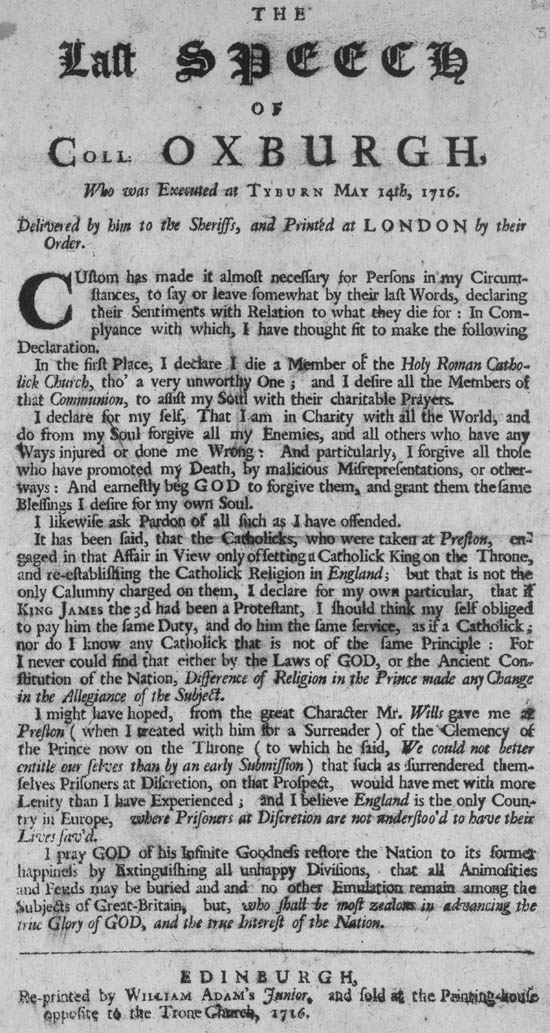 THE
Last SPEECH
OF
COLL: OXBURGH,
Who was Executed at TYBURN MAY 14th, 1716.
Delivered by him to the Sheriffs, and Printed at LONDON by their
Order.
CUſtom has made it almoſt neceſſary for Perſons in my Circum-
ſtances, to ſay or leave ſomewhat by their laſt Words, declaring
their Sentiments with Relation to what they die for: In Com-
plyance with which, I have thought fit to make the following
Declaration.
In the firſt Place, I declare I die a Member of the Holy Roman Catho-
lick Church, tho' a very unworthy One; and I deſire all the Members of
that Communion, to aſſiſt my Soul with their charitable Prayers.
I declare for my ſelf, That I am in Charity with all the World, and
do from my Soul forgive all my Enemies, and all others who have any
Ways injured or done me Wrong: And particularly, I forgive all thoſe
who have promoted my Death, by malicious Miſrepreſentations, or other-
ways: And earneſtly beg GOD to forgive them, and grant them the ſame
Bleſſings I deſire for my own Soul.
I likewiſe ask Pardon of all ſuch as I have offended.
It has been ſaid, that the Catholicks, who were taken at Preſton, en-
gaged in that Affair in View only of ſetting a Catholick King on the Throne,
and re-eſtabliſhing the Catholick Religion in England; but that is not the
only Calumny charged on them, I declare for my own particular, that if
KING JAMES the 3d had been a Proteſtant, I ſhould think my ſelf obliged
to pay him the ſame Duty, and do him the ſame ſervice, as if a Catholick;
nor do I know any Catholick that is not of the ſame Principle: For
I never could find that either by the Laws of GOD, or the Ancient Con-
ſtitution of the Nation, Difference of Religion in the Prince made any Change
in the Allegiance of the Subject.
I might have hoped, from the great Character Mr. Wills gave me at
Preſton (when I treated with him for a Surrender) of the Clemency of
the Prince now on the Throne (to which he ſaid, We could not better
entitle our ſelves than by an early Submiſſion) that ſuch as ſurrendered them-
ſelves Priſoners at Diſcretion, on that Proſpect, would have met with more
Lenity than I have Experienced; and I believe England is the only Coun-
try in Europe, where Priſoners at Diſcretion are not underſtoo'd to have their
Lives ſav'd.
I pray GOD of his Infinite Goodneſs reſtore the Nation to its former
happineſs by Extinguiſhing all unhappy Diviſions, that all Animoſities
and Feuds may be buried and and no other Emulation remain among the
Subjects of Great-Britain, but, who ſhall be moſt zealous in advancing the
true Glory of GOD, and the true Intereſt of the Nation.
EDINBURGH,
Re-printed by WILLIAM ADAM's Junior, and ſold at the Printing-houſe
oppoſite to the Trone Church, 1716.